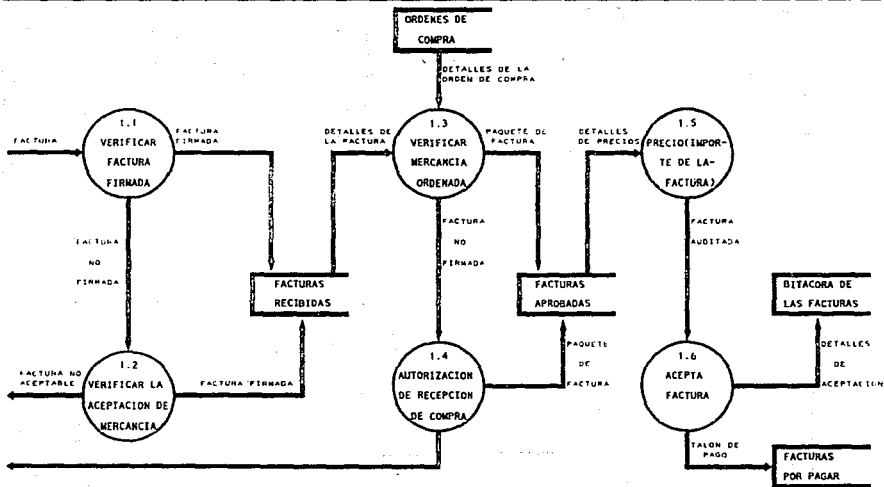 ORDENES DE
COMPRA
DETALLES DE LA
ORDEN DE COMPRA
FACTURA
1.1
VERIFICAR
FACTURA
FIRMADA
FACTURA
FIRMADA
DETALLES DE
LA FACTURA
1.3
VERIFICAR
MERCANCIA
ORDENADA
PAQUETE DE
FACTURA
DETALLES
DE PRECIOS
1.5
PRECIO(IMPOR-
TE DE LA-
FACTURA)
FACTURA
NO
FIRMADA
FACTURA
NO
FIRMADA
FACTURA
AUDITADA
FACTURAS
RECIBIDAS
FACTURAS
APROBADAS
BITACORA DE
LAS FACTURAS
FACTURA NO
ACEPTABLE
1.2
VERIFICAR LA
ACEPTACION DE
MERCANCIA
FACTURA FIRMADA
1.4
AUTORIZACION
DE RECEPCION
DE COMPRA
PAQUETE
DE
FACTURA
1.6
ACEPTA
FACTURA
DETALLES
DE
ACEPTACION
TALON DE
PAGO
FACTURAS
POR PAGAR